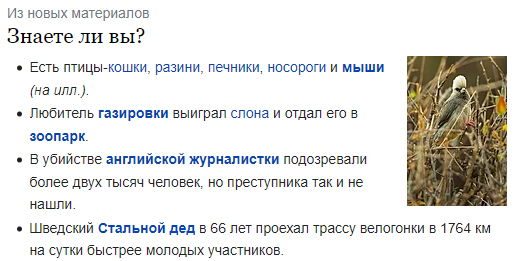 Из новых материалов
Знаете ли вы?
• Есть птицы-кошки, разини, печники, носороги и мыши
(на илл.).
• Любитель газировки выиграл слона и отдал его в
зоопарк.
• В убийстве английской журналистки подозревали
более двух тысяч человек, но преступника так и не
нашли.
• Шведский Стальной дед в 66 лет проехал трассу велогонки в 1764 км
на сутки быстрее молодых участников.